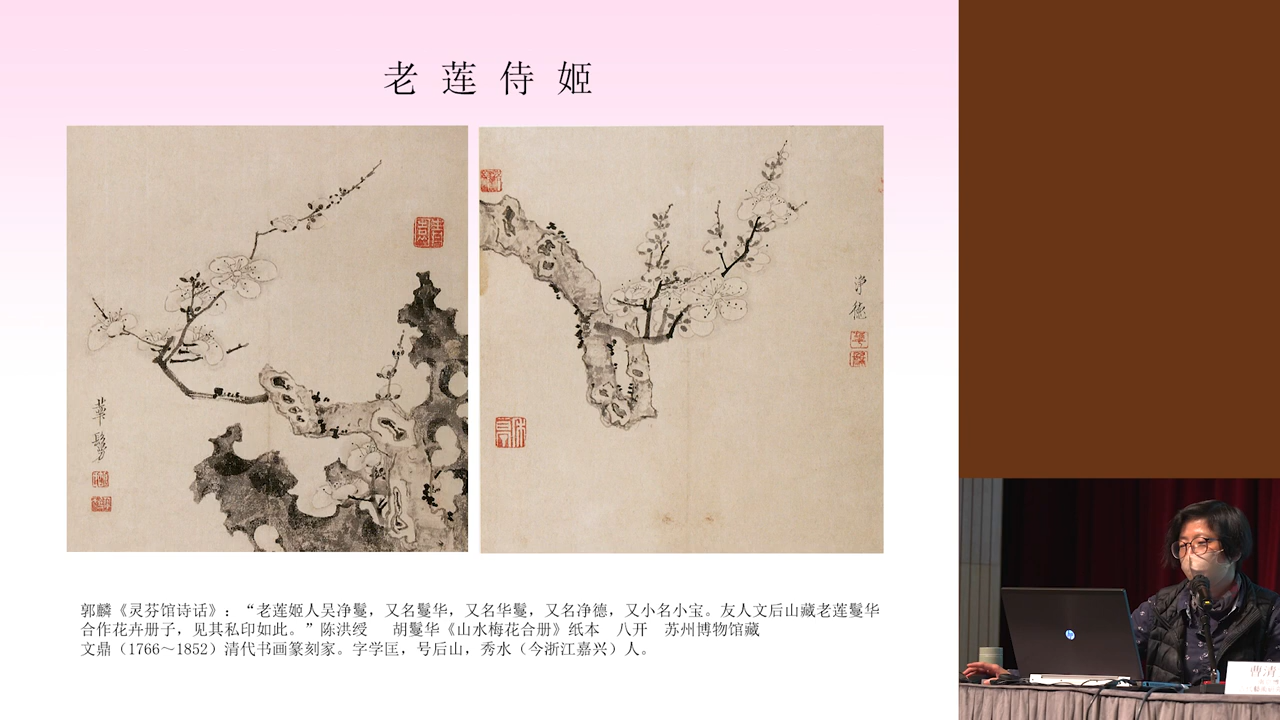 老莲侍姬
華鬘
净德
郭麟《灵芬馆诗话》：“老莲姬人吴净鬘，又名鬘华，又名华鬘，又名净德，又小名小宝。友人文后山藏老莲鬘华
合作花卉册子，见其私印如此。”陈洪绶 胡鬘华《山水梅花合册》纸本 八开 苏州博物馆藏
文鼎（1766～1852）清代书画篆刻家。字学匡，号后山，秀水（今浙江嘉兴）人。
hp
曹清